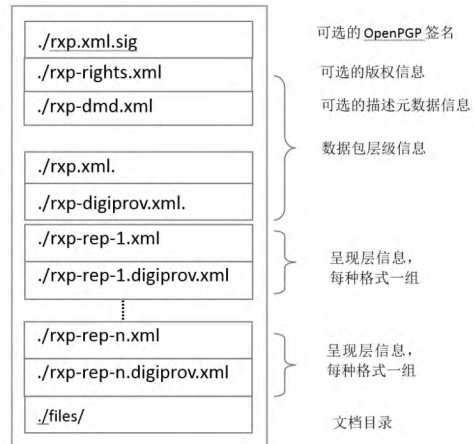 ./rxp.xml.sig
可选的 OpenPGP 签名
./rxp-rights.xml
可选的版权信息
./rxp-dmd.xml
可选的描述元数据信息
数据包层级信息
./rxp.xml.
./rxp-digiprov.xml.
./rxp-rep-1.xml
呈现层信息，
./rxp-rep-1.digiprov.xml
每种格式一组
./rxp-rep-n.xml
呈现层信息，
./rxp-rep-n.digiprov.xml
每种格式一组
./files/
文档目录